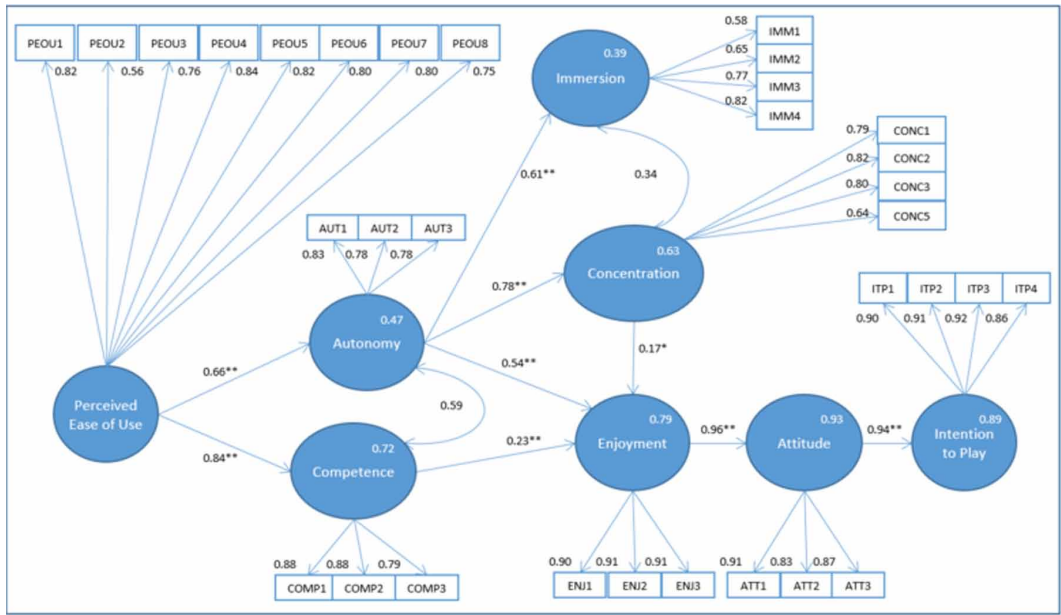 PEOU1 PEOU2 PEOU3 PEOU4 PEOU5 PEOU6 PEOU7 PEOU8
0.82 0.56 0.76 0.84 0.82 0.80 0.80 0.75
0.39
Immersion
0.58 IMM1
0.65 IMM2
0.77 IMM3
0.82 IMM4
0.61**
0.34
0.79 CONC1
0.82 CONC2
0.80 CONC3
0.64 CONC5
AUT1 AUT2 AUT3
0.83 0.78 0.78
0.63
Concentration
0.78**
ITP1 ITP2 ITP3 ITP4
0.90 0.91 0.92 0.86
0.47
Autonomy
0.17*
0.54**
0.66**
Perceived
Ease of Use
0.59
0.84**
0.72
Competence
0.23**
0.79
Enjoyment
0.96**
0.93
Attitude
0.94**
0.89
Intention
to Play
0.88 0.88 0.79
COMP1 COMP2 COMP3
0.90 0.91 0.91
ENJ1 ENJ2 ENJ3
0.91 0.83 0.87
ATT1 ATT2 ATT3